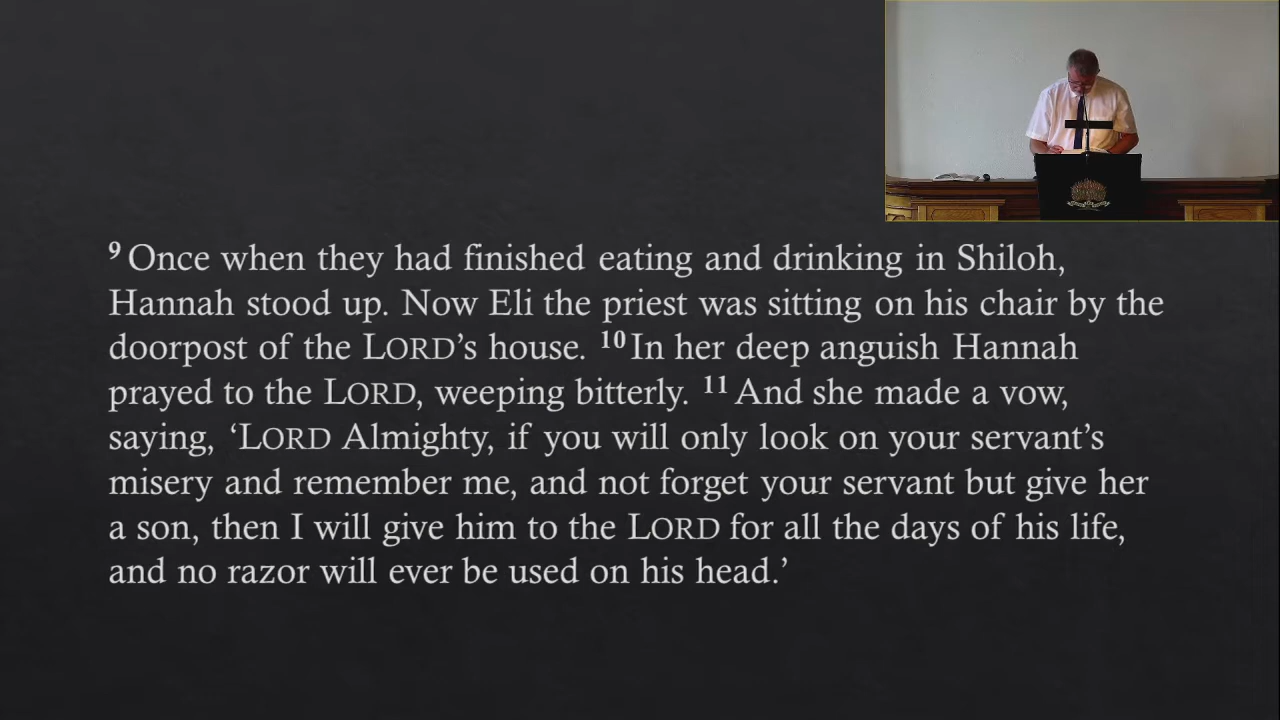 ⁹ Once when they had finished eating and drinking in Shiloh,
Hannah stood up. Now Eli the priest was sitting on his chair by the
doorpost of the LORD’s house. ¹⁰ In her deep anguish Hannah
prayed to the LORD, weeping bitterly. ¹¹ And she made a vow,
saying, ‘LORD Almighty, if you will only look on your servant’s
misery and remember me, and not forget your servant but give her
a son, then I will give him to the LORD for all the days of his life,
and no razor will ever be used on his head.’